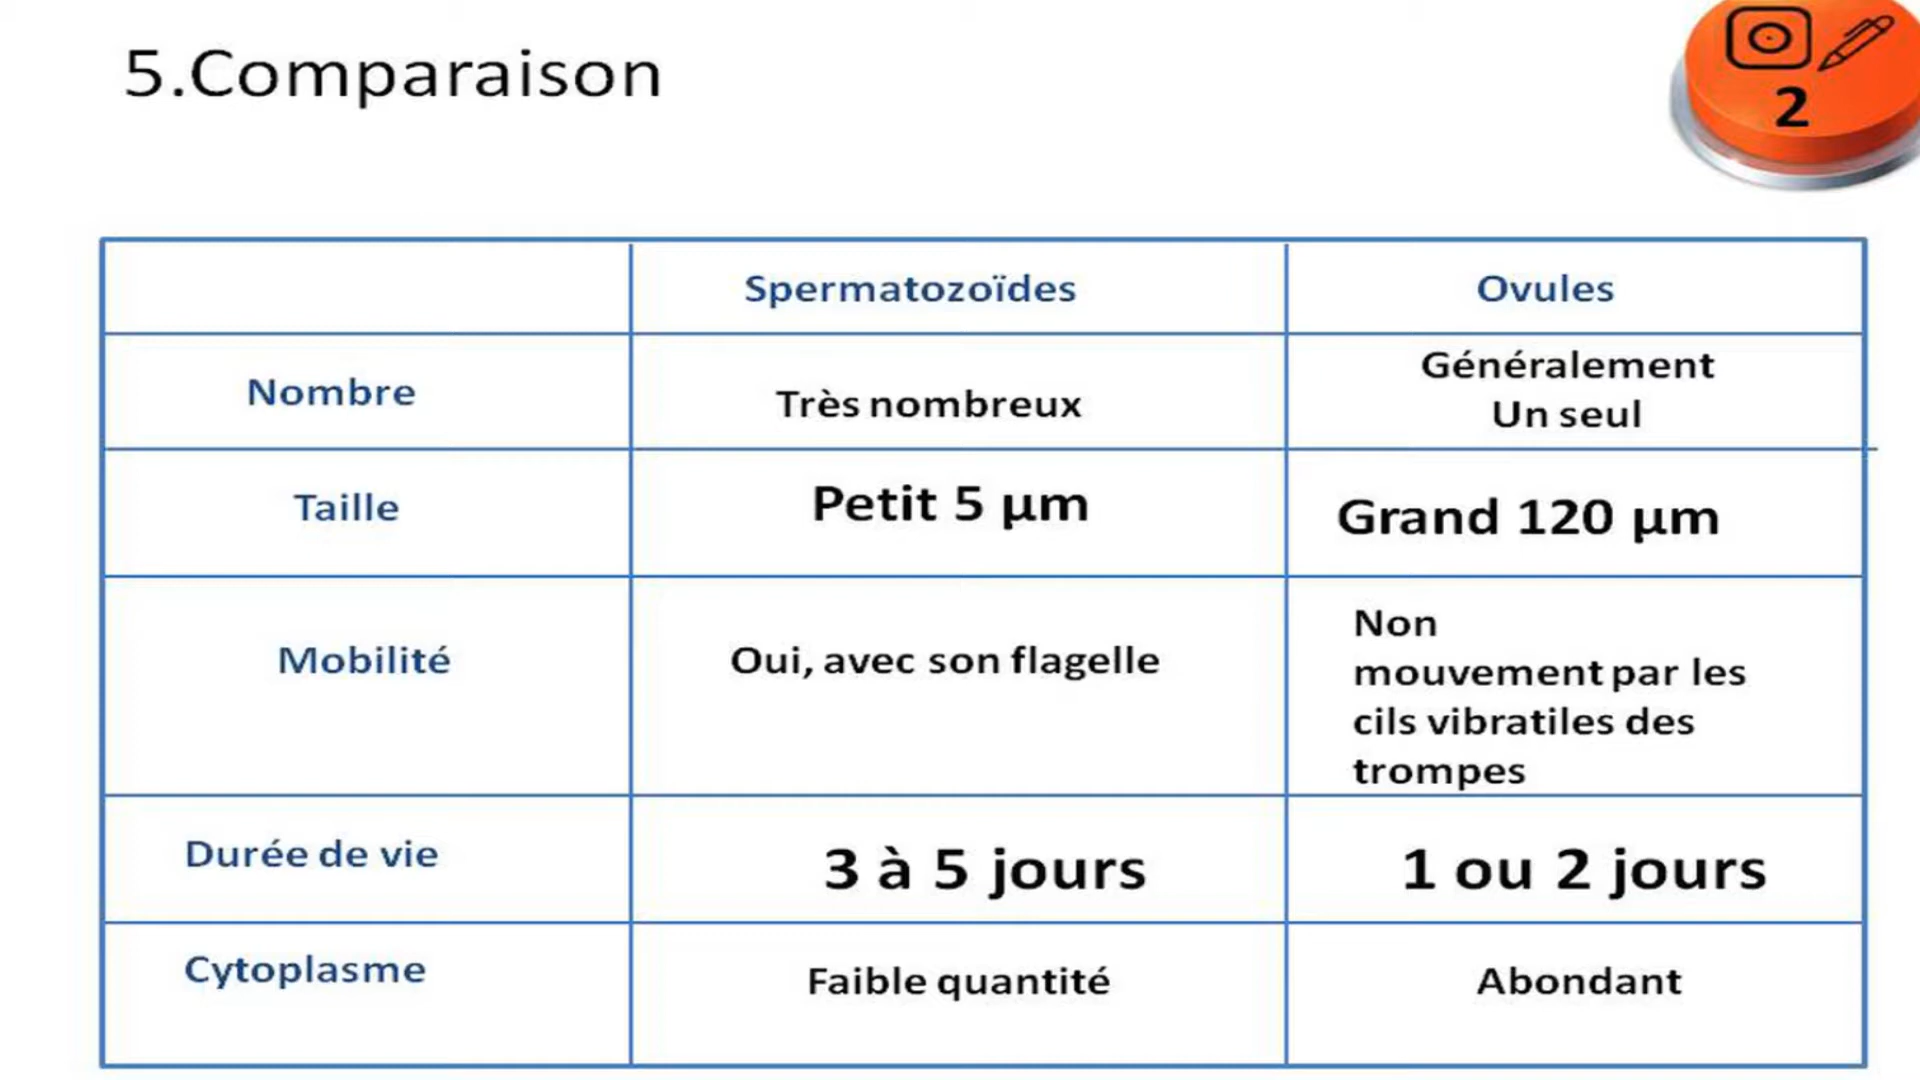 5.Comparaison
2
Spermatozoïdes
Ovules
Nombre
Très nombreux
Généralement
Un seul
Taille
Petit 5 µm
Grand 120 µm
Mobilité
Oui, avec son flagelle
Non
mouvement par les
cils vibratiles des
trompes
Durée de vie
3 à 5 jours
1 ou 2 jours
Cytoplasme
Faible quantité
Abondant